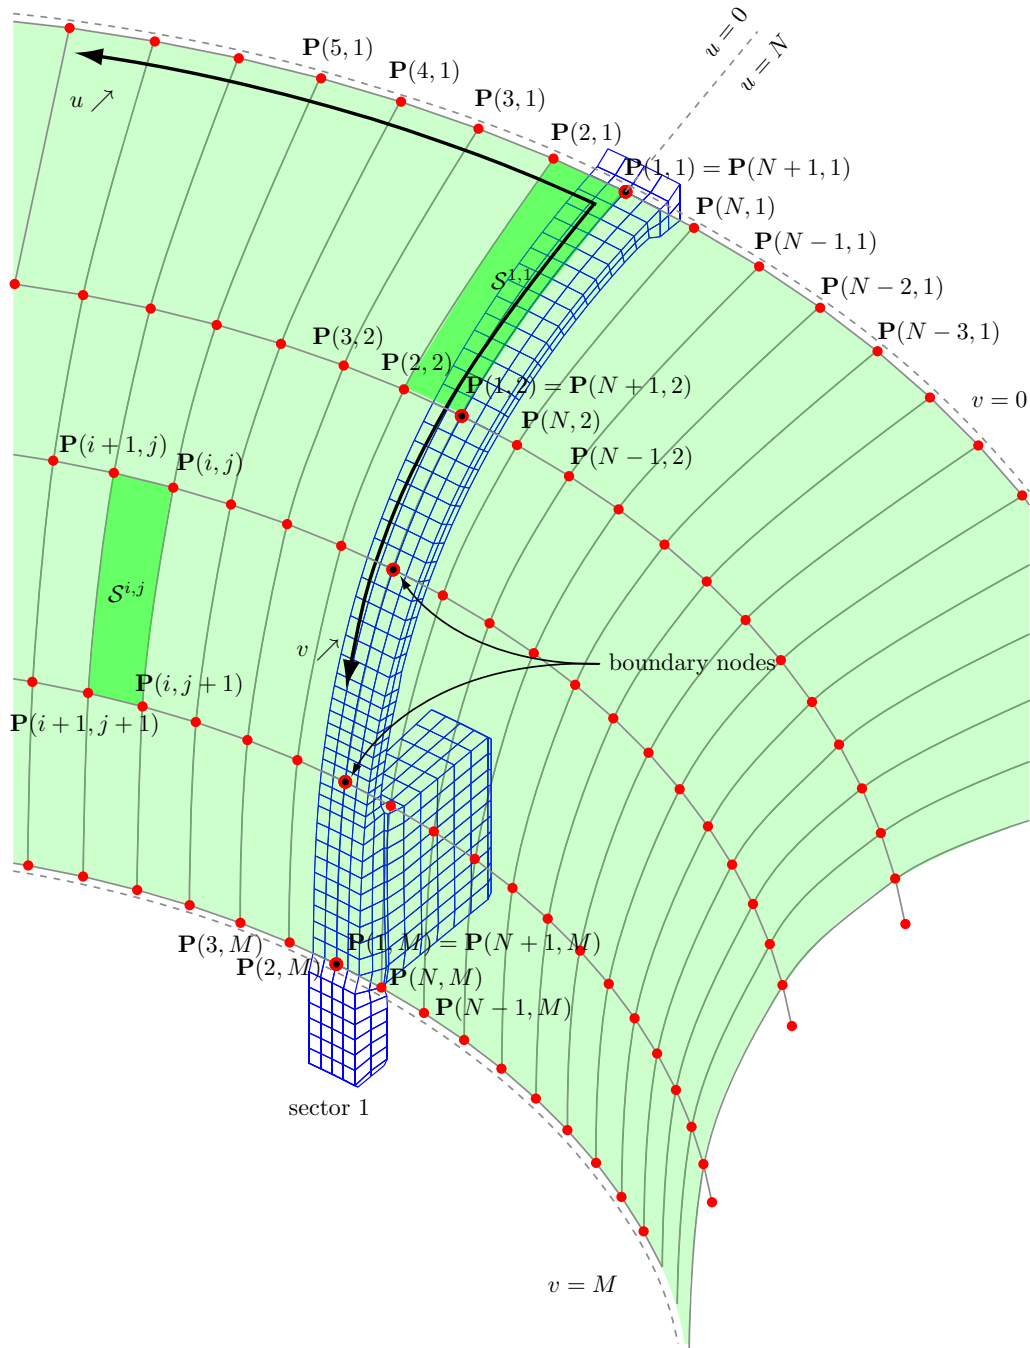 u = 0
u = N
P(5, 1)
P(4, 1)
u ↗
P(3, 1)
P(2, 1)
P(1, 1) = P(N + 1, 1)
P(N, 1)
P(N − 1, 1)
P(N − 2, 1)
P(N − 3, 1)
S^{1,1}
P(3, 2)
P(2, 2)
P(1, 2) = P(N + 1, 2)
v = 0
P(N, 2)
P(N − 1, 2)
P(i + 1, j)
P(i, j)
S^{i,j}
v ↗
boundary nodes
P(i, j + 1)
P(i + 1, j + 1)
P(3, M)
P(1, M) = P(N + 1, M)
P(2, M)
P(N, M)
P(N − 1, M)
sector 1
v = M